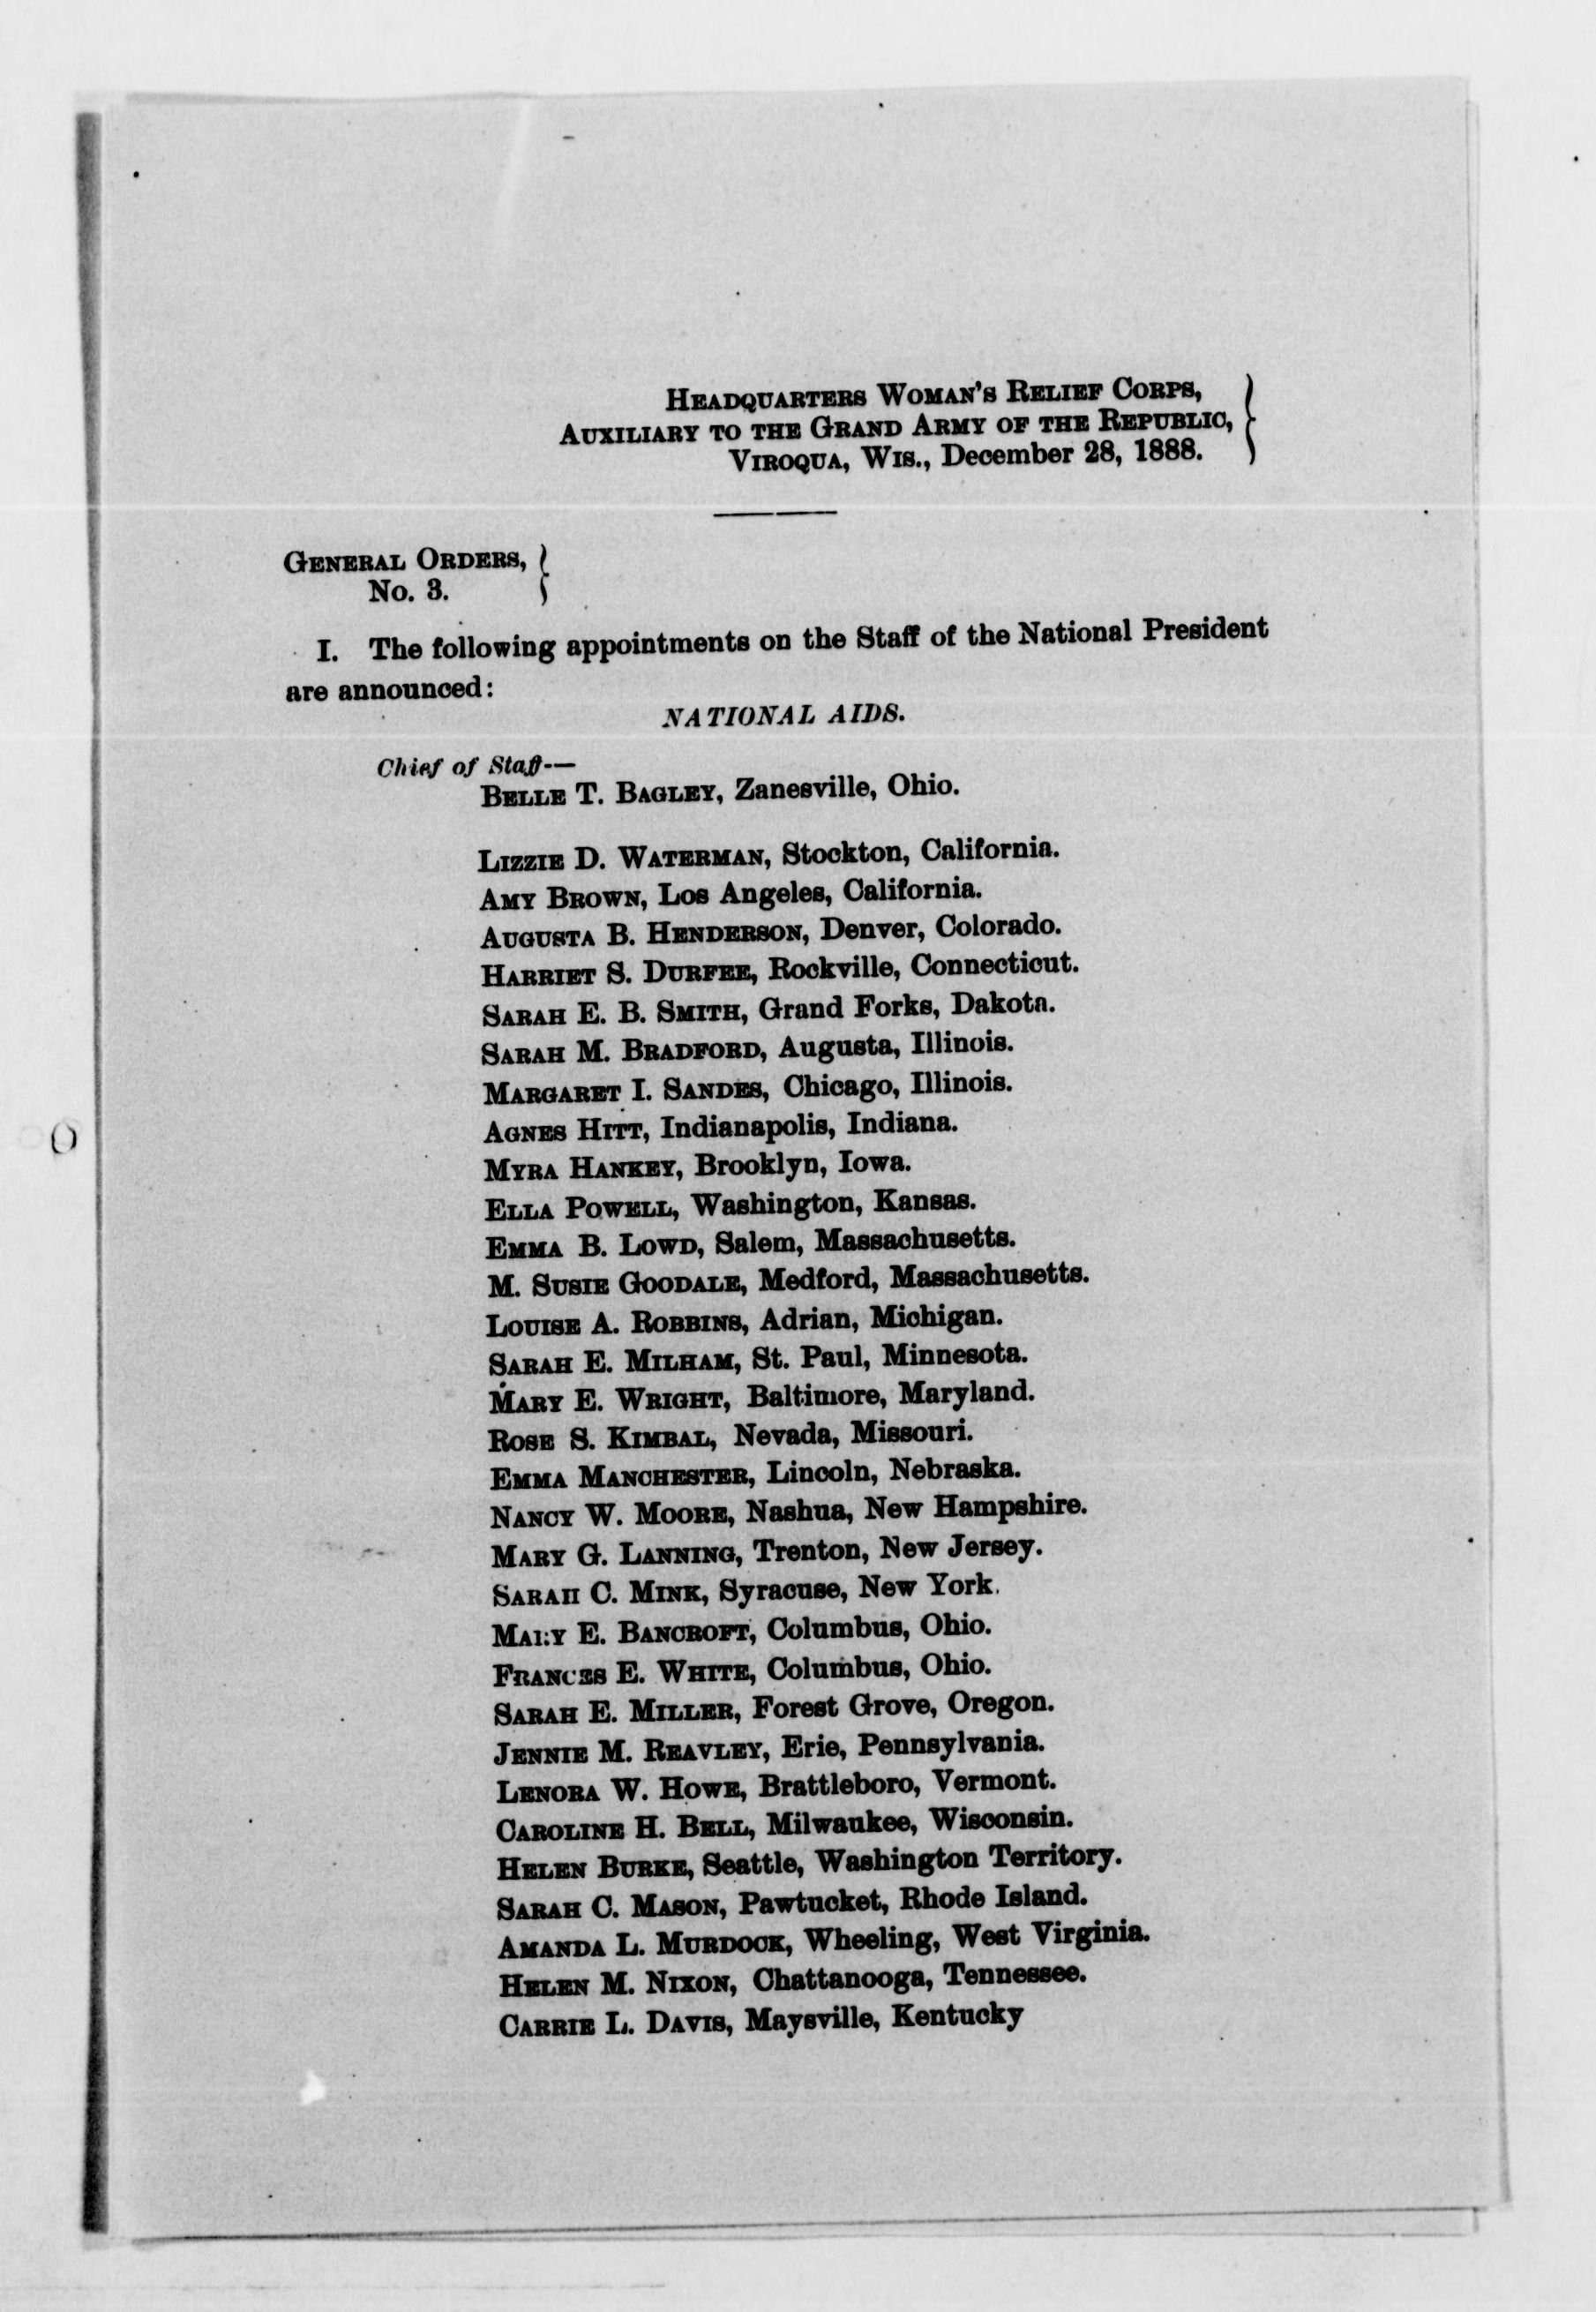 Headquarters Woman's Relief Corps,
Auxiliary to the Grand Army of the Republic,
Viroqua, Wis., December 28, 1888.
General Orders,
No. 3.
I. The following appointments on the Staff of the National President
are announced:
NATIONAL AIDS.
Chief of Staff—
Belle T. Bagley, Zanesville, Ohio.
Lizzie D. Waterman, Stockton, California.
Amy Brown, Los Angeles, California.
Augusta B. Henderson, Denver, Colorado.
Harriet S. Durfee, Rockville, Connecticut.
Sarah E. B. Smith, Grand Forks, Dakota.
Sarah M. Bradford, Augusta, Illinois.
Margaret I. Sandes, Chicago, Illinois.
Agnes Hitt, Indianapolis, Indiana.
Myra Hankey, Brooklyn, Iowa.
Ella Powell, Washington, Kansas.
Emma B. Lowd, Salem, Massachusetts.
M. Susie Goodale, Medford, Massachusetts.
Louise A. Robbins, Adrian, Michigan.
Sarah E. Milham, St. Paul, Minnesota.
Mary E. Wright, Baltimore, Maryland.
Rose S. Kimbal, Nevada, Missouri.
Emma Manchester, Lincoln, Nebraska.
Nancy W. Moore, Nashua, New Hampshire.
Mary G. Lanning, Trenton, New Jersey.
Sarah C. Mink, Syracuse, New York.
Mary E. Bancroft, Columbus, Ohio.
Frances E. White, Columbus, Ohio.
Sarah E. Miller, Forest Grove, Oregon.
Jennie M. Reavley, Erie, Pennsylvania.
Lenora W. Howe, Brattleboro, Vermont.
Caroline H. Bell, Milwaukee, Wisconsin.
Helen Burke, Seattle, Washington Territory.
Sarah C. Mason, Pawtucket, Rhode Island.
Amanda L. Murdock, Wheeling, West Virginia.
Helen M. Nixon, Chattanooga, Tennessee.
Carrie L. Davis, Maysville, Kentucky